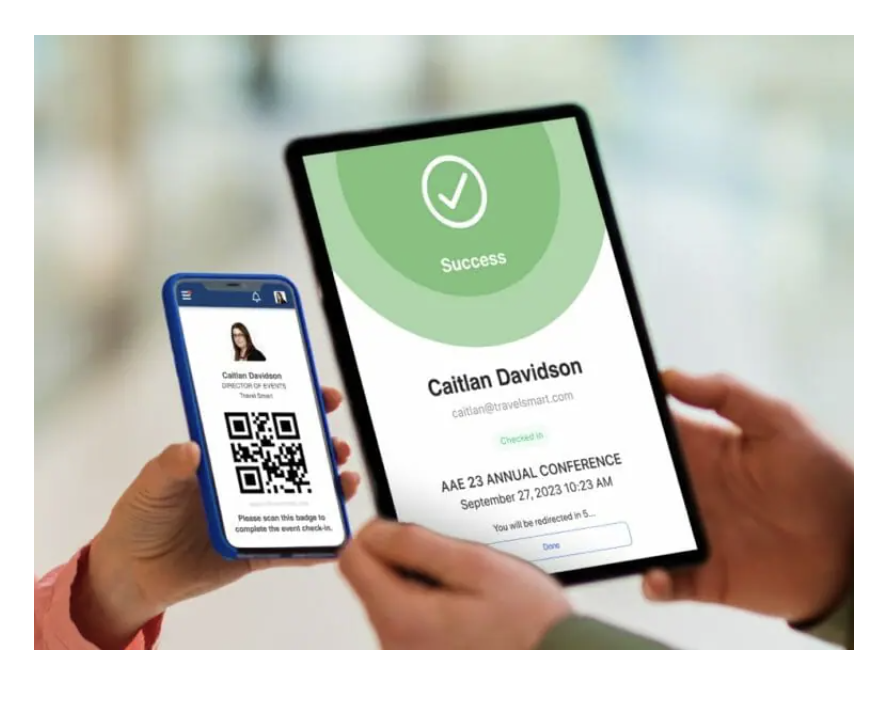 Caitlan Davidson
DIRECTOR OF EVENTS
Travel Smart
Please scan this badge to
complete the event check-in.
Success
Caitlan Davidson
caitlan@travelsmart.com
Checked in
AAE 23 ANNUAL CONFERENCE
September 27, 2023 10:23 AM
You will be redirected in 5...
Done